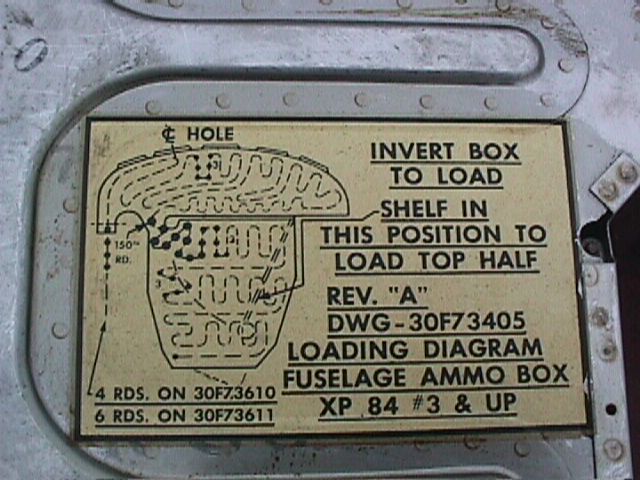 ℄ HOLE
INVERT BOX
TO LOAD
SHELF IN
THIS POSITION TO
LOAD TOP HALF
150TH
RD.
REV. "A"
DWG-30F73405
LOADING DIAGRAM
FUSELAGE AMMO BOX
XP 84 #3 & UP
4 RDS. ON 30F73610
6 RDS. ON 30F73611